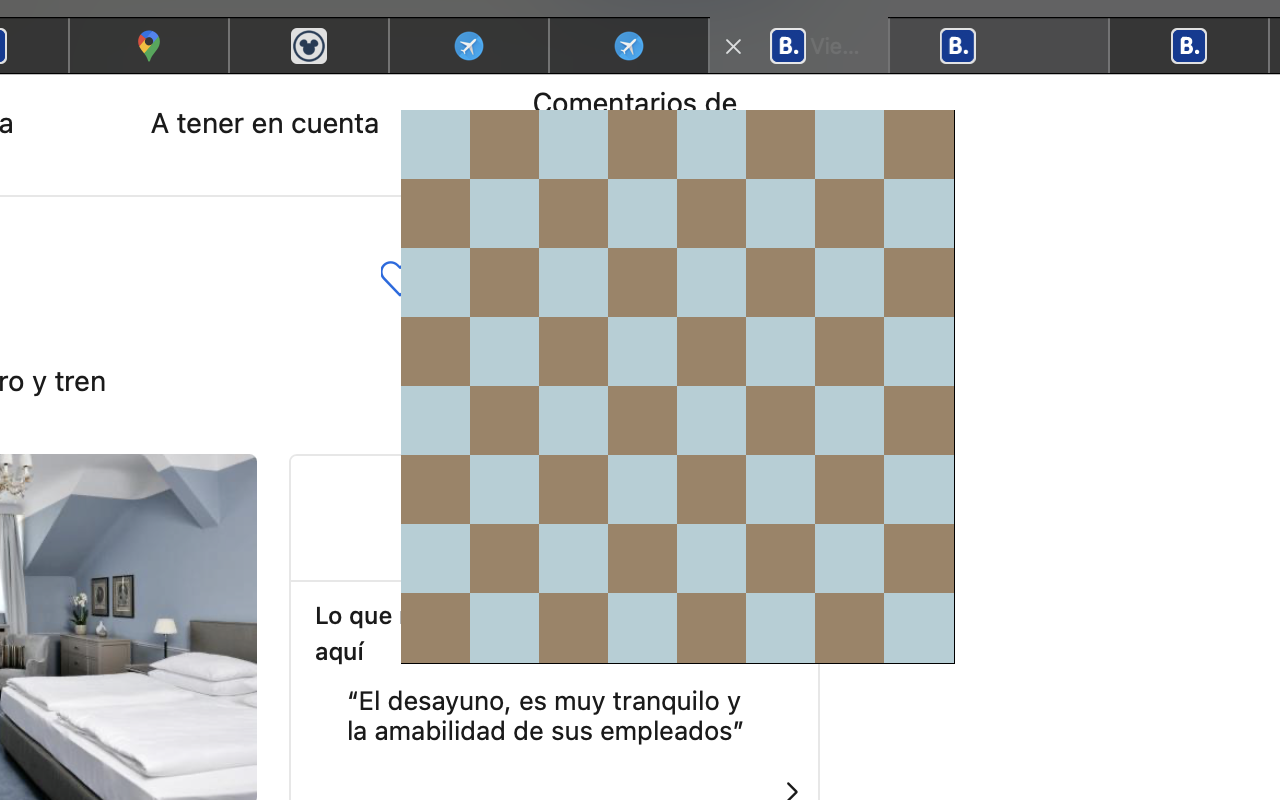 B.
Vie...
B.
B.
Comentarios de
a
A tener en cuenta
ro y tren
Lo que
aquí
“El desayuno, es muy tranquilo y
la amabilidad de sus empleados”